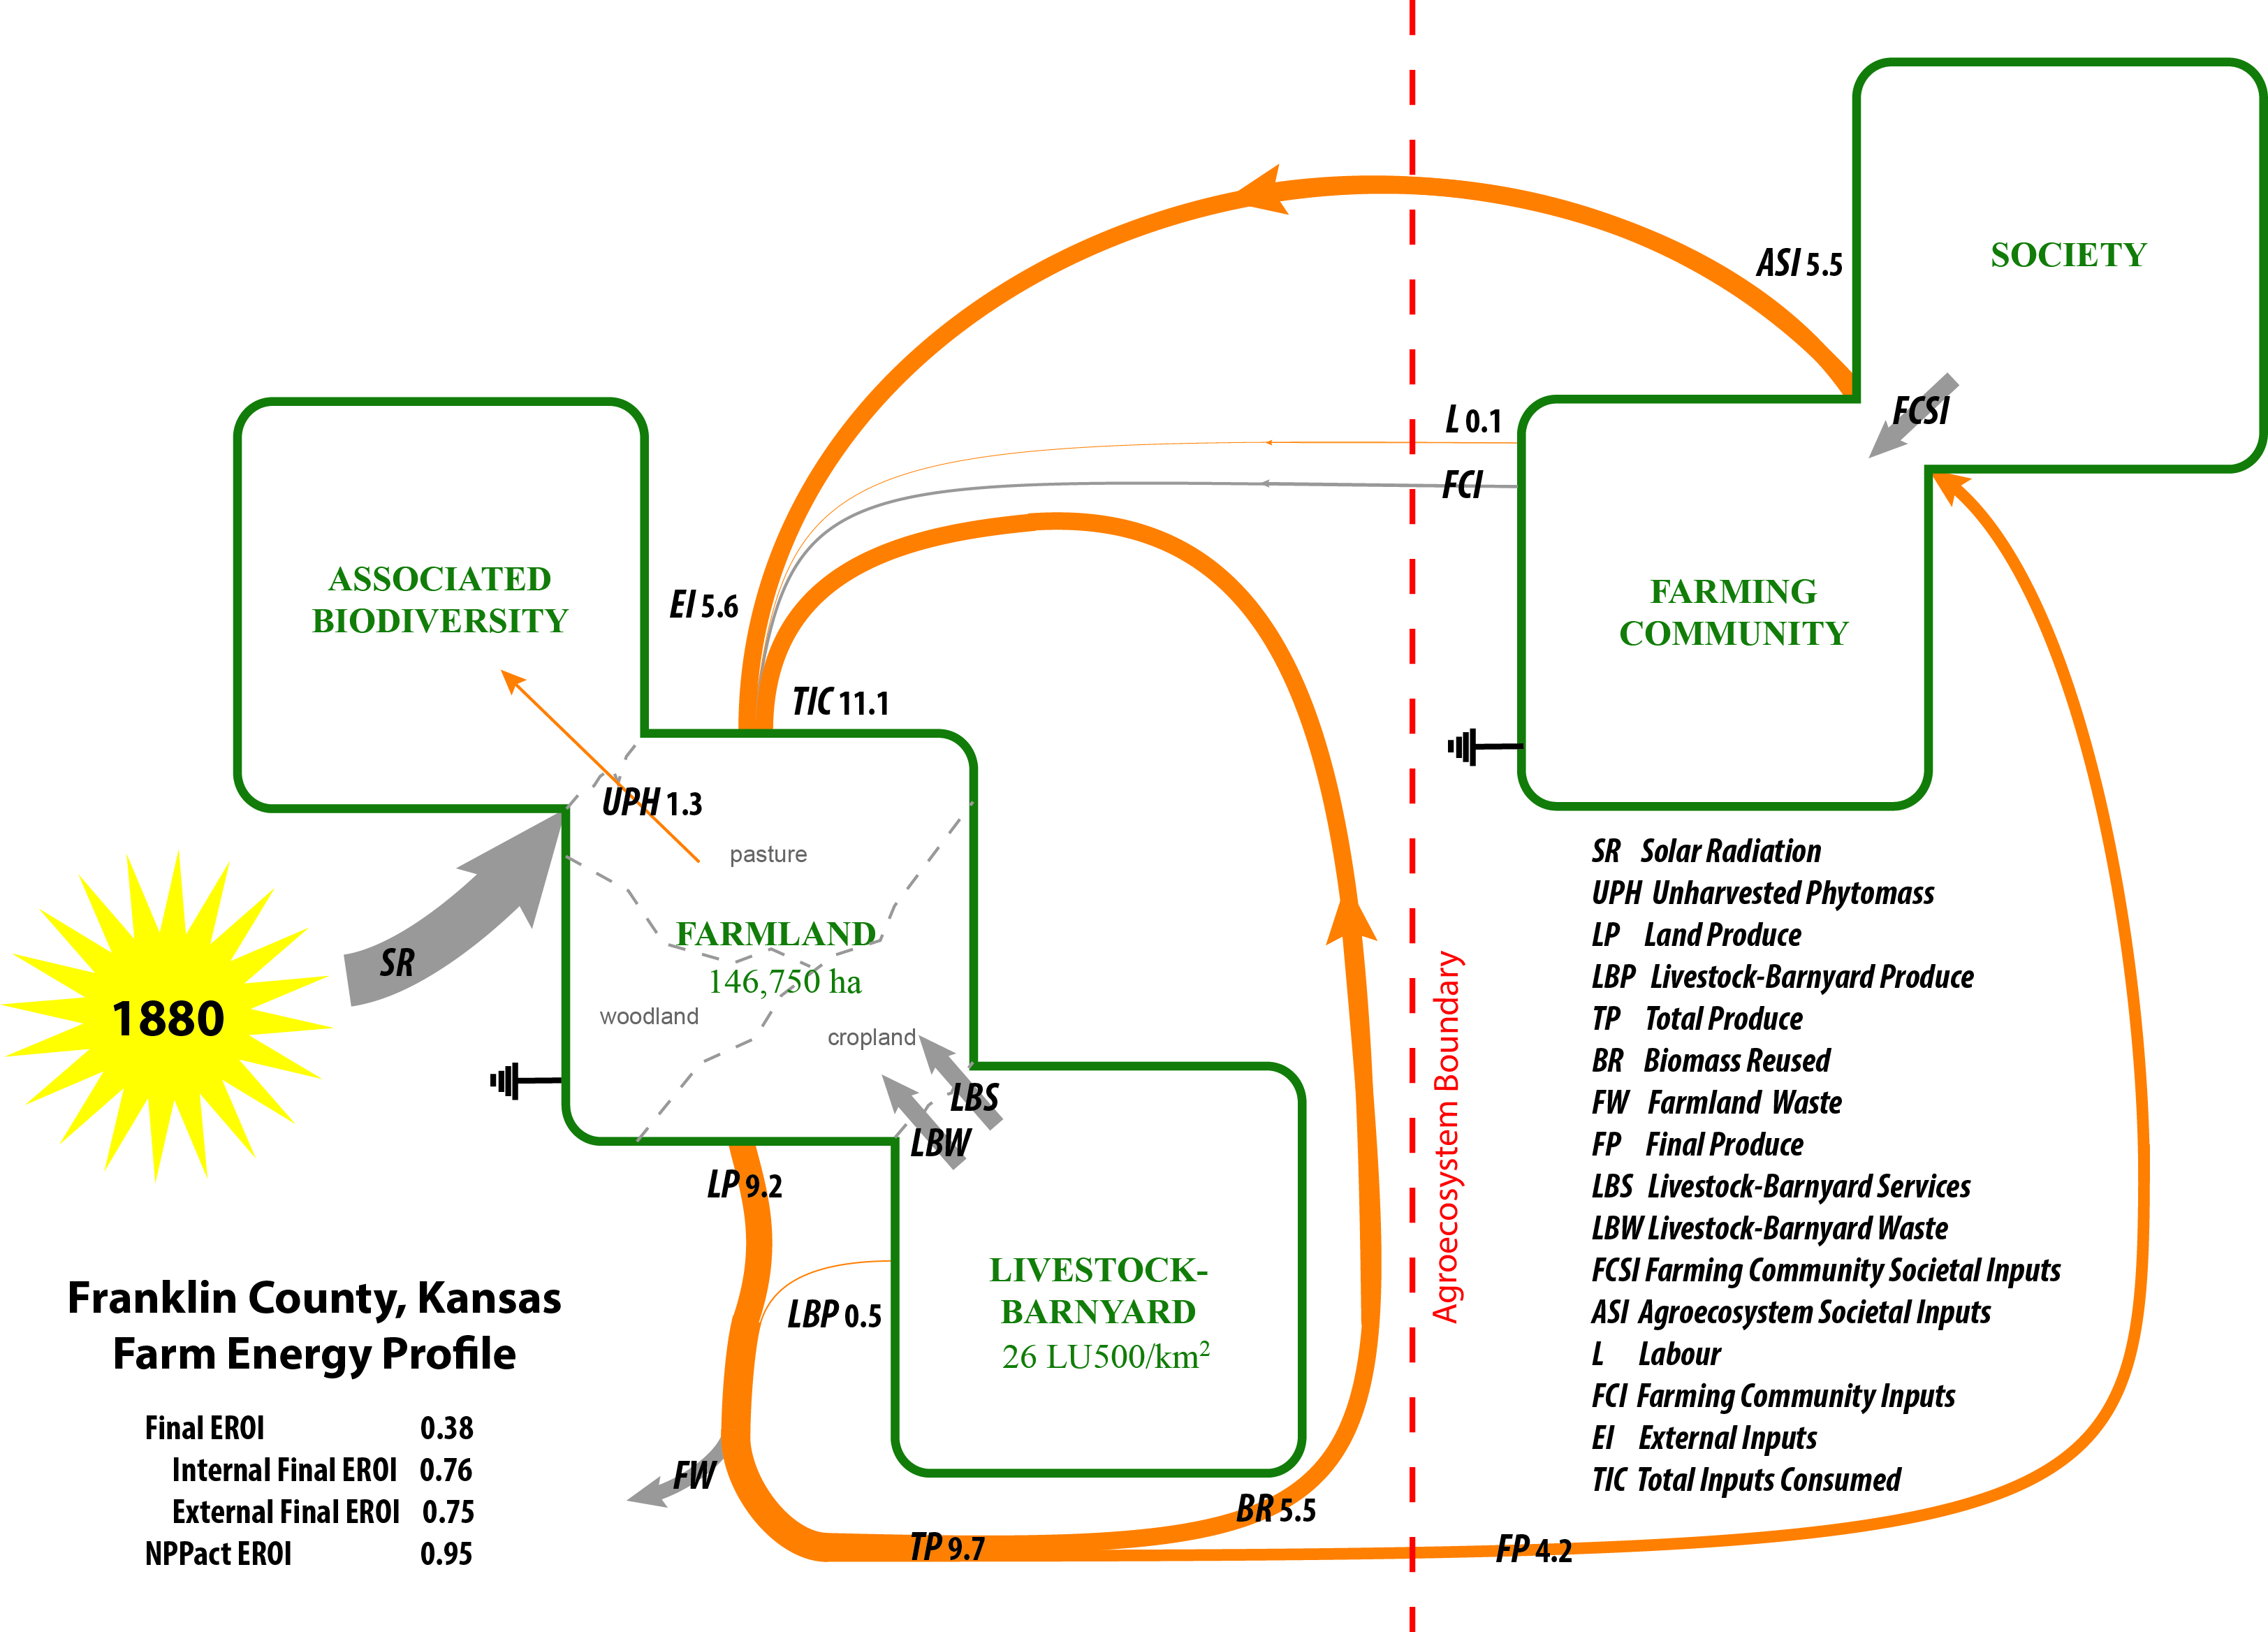 SOCIETY
ASI 5.5
FCSI
L 0.1
FCI
ASSOCIATED
BIODIVERSITY
EI 5.6
FARMING
COMMUNITY
TIC 11.1
UPH 1.3
pasture
FARMLAND
146,750 ha
woodland
cropland
SR
1880
LBS
LBW
LP 9.2
LBP 0.5
LIVESTOCK-
BARNYARD
26 LU500/km²
FW
BR 5.5
TP 9.7
FP 4.2
Agroecosystem Boundary
SR Solar Radiation
UPH Unharvested Phytomass
LP Land Produce
LBP Livestock-Barnyard Produce
TP Total Produce
BR Biomass Reused
FW Farmland Waste
FP Final Produce
LBS Livestock-Barnyard Services
LBW Livestock-Barnyard Waste
FCSI Farming Community Societal Inputs
ASI Agroecosystem Societal Inputs
L Labour
FCI Farming Community Inputs
EI External Inputs
TIC Total Inputs Consumed
Franklin County, Kansas
Farm Energy Profile
Final EROI 0.38
Internal Final EROI 0.76
External Final EROI 0.75
NPPact EROI 0.95